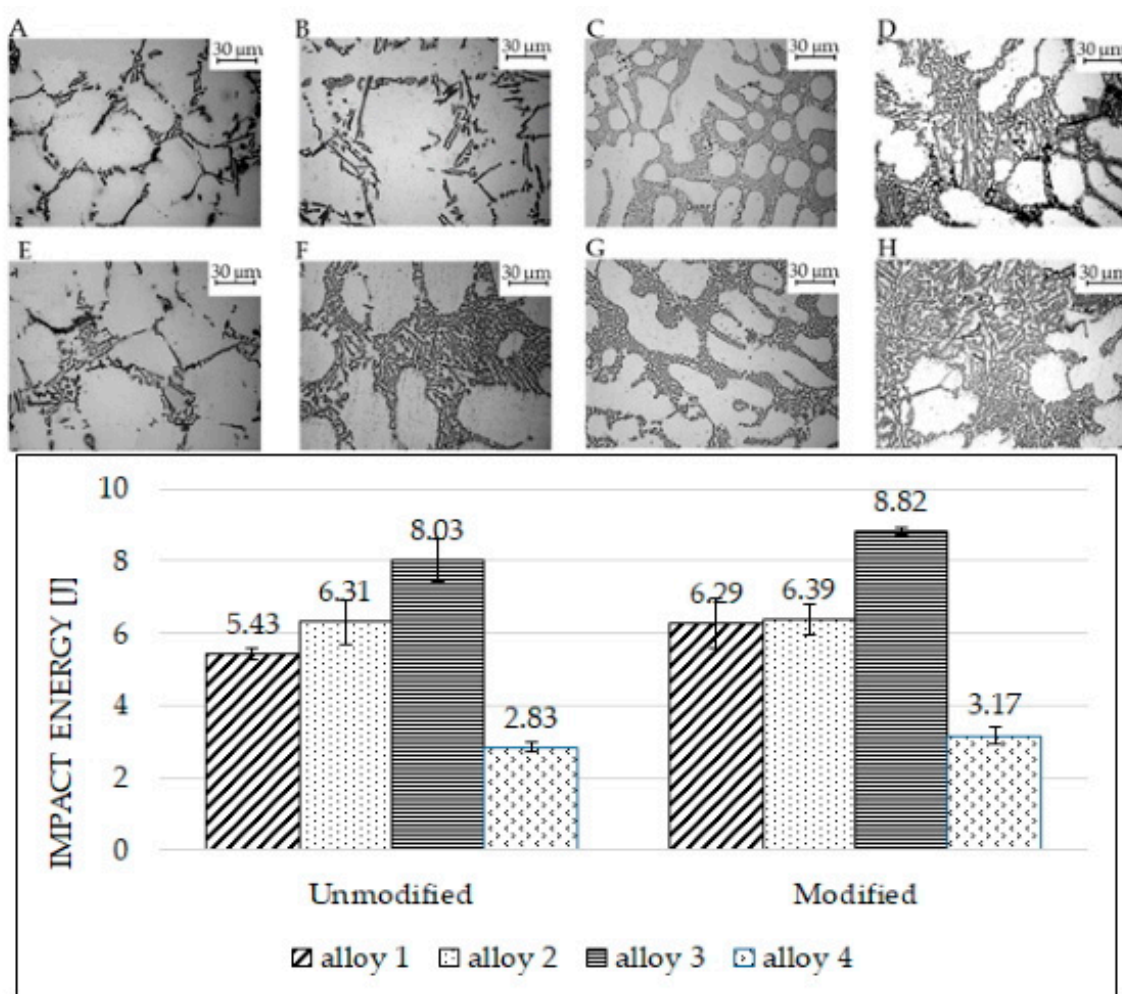 A
30 µm
B
30 µm
C
30 µm
D
30 µm
E
30 µm
F
30 µm
G
30 µm
H
30 µm
IMPACT ENERGY [J]
10
8
6
4
2
0
5.43
6.31
8.03
2.83
6.29
6.39
8.82
3.17
Unmodified
Modified
alloy 1
alloy 2
alloy 3
alloy 4